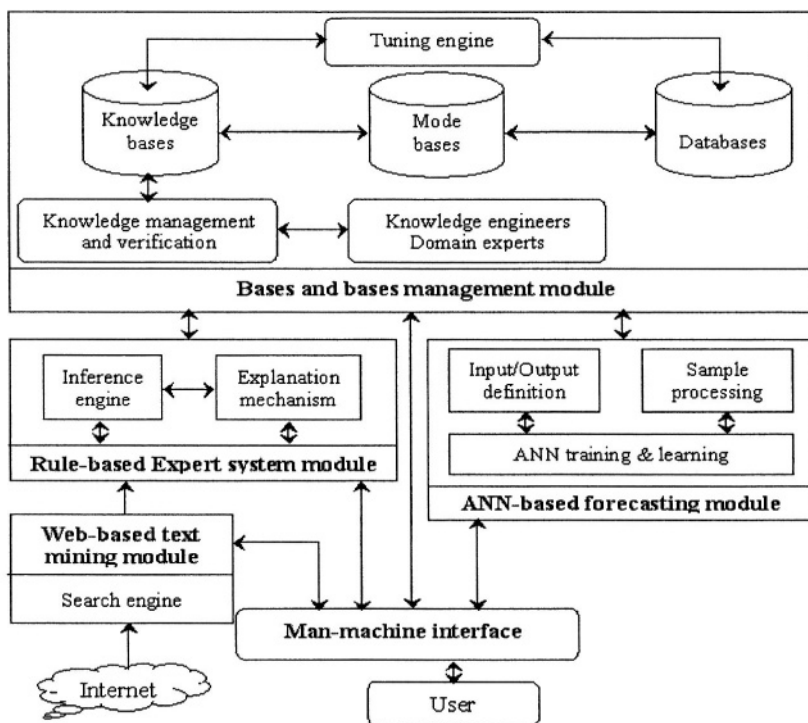 Tuning engine
Knowledge
bases
Mode
bases
Databases
Knowledge management
and verification
Knowledge engineers
Domain experts
Bases and bases management module
Inference
engine
Explanation
mechanism
Rule-based Expert system module
Input/Output
definition
Sample
processing
ANN training & learning
ANN-based forecasting module
Web-based text
mining module
Search engine
Internet
Man-machine interface
User